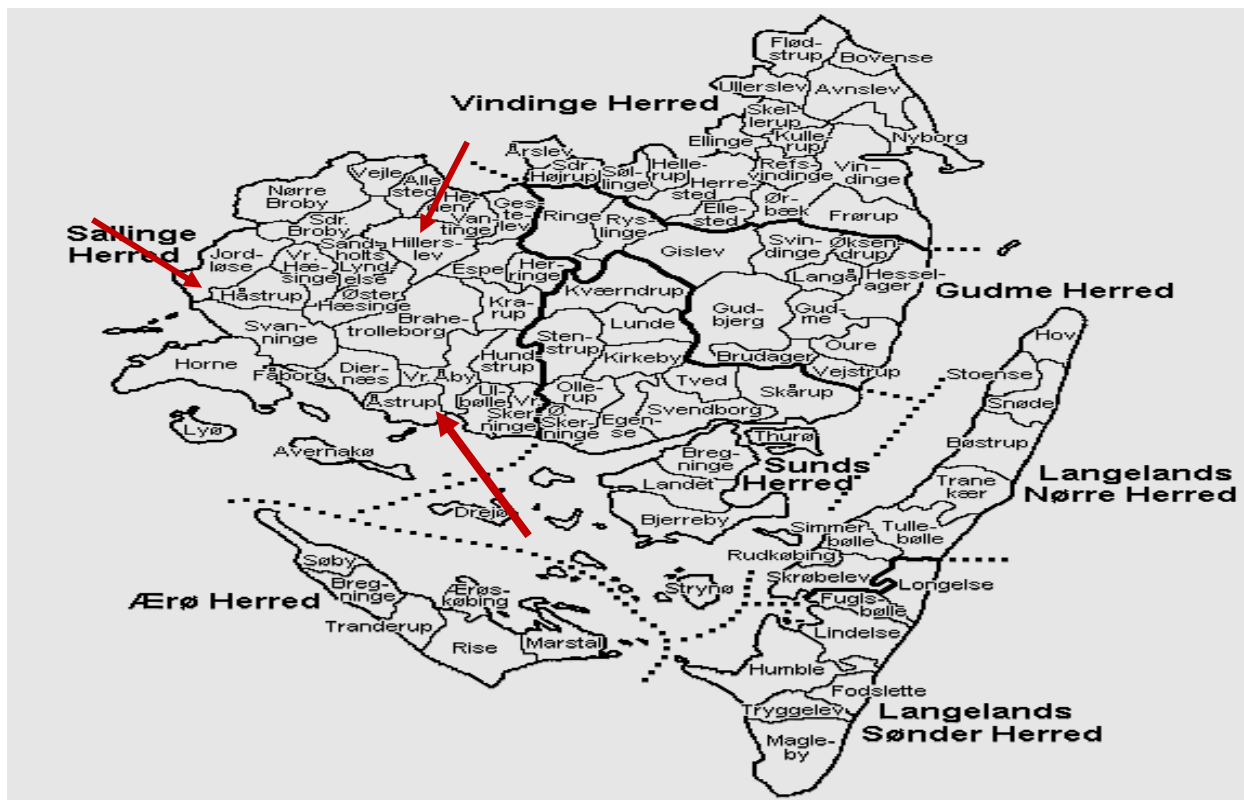 Flød-
strup
Bovense
Ullerslev
Avnslev
Vindinge Herred
Skel-
lerup
Ellinge
Kulle-
rup
Nyborg
Årslev
Sdr.
Højrup
Søl-
linge
Helle-
rup
Refs-
vindinge
Vin-
dinge
Herre-
sted
Elle-
sted
Ør-
bæk
Frørup
Vejle
Alle-
sted
Nørre
Broby
He-
den
Van-
tinge
Ges-
te-
lev
Ringe
Rys-
linge
Sdr.
Broby
Sallinge
Herred
Jord-
løse
Vr.
Hæ-
singe
Sand-
holts
Lynd-
else
Hillers-
lev
Gislev
Svin-
dinge
Øksen-
drup
Langå
Hessel-
ager
Gudme Herred
Espe
Her-
ringe
Håstrup
Øster
Hæsinge
Kra-
rup
Kværndrup
Gud-
bjerg
Gud-
me
Brahe-
trolleborg
Svan-
ninge
Lunde
Sten-
strup
Kirkeby
Brudager
Oure
Vejstrup
Hov
Horne
Fåborg
Dier-
næs
Vr. Åby
Hund-
strup
Åstrup
Ul-
bølle
Vr.
Sker-
ninge
Olle-
rup
Ø.
Sker-
ninge
Egen-
se
Tved
Svendborg
Skårup
Stoense
Snøde
Bøstrup
Lyø
Avernakø
Thurø
Breg-
ninge
Landet
Sunds
Herred
Bjerreby
Langelands
Nørre Herred
Trane
kær
Drejø
Simmer-
bølle
Tulle-
bølle
Rudkøbing
Søby
Breg-
ninge
Ærø Herred
Ærøs-
købing
Strynø
Skrøbelev
Longelse
Fugls-
bølle
Tranderup
Rise
Marstal
Lindelse
Humble
Fodslette
Tryggelev
Langelands
Sønder Herred
Magle-
by